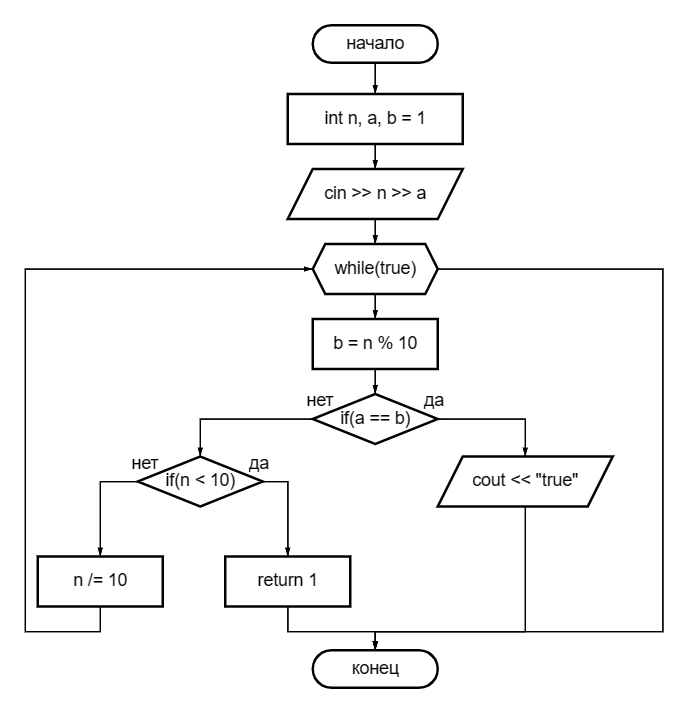 начало
int n, a, b = 1
cin >> n >> a
while(true)
b = n % 10
нет
да
if(a == b)
нет
да
if(n < 10)
cout << "true"
n /= 10
return 1
конец